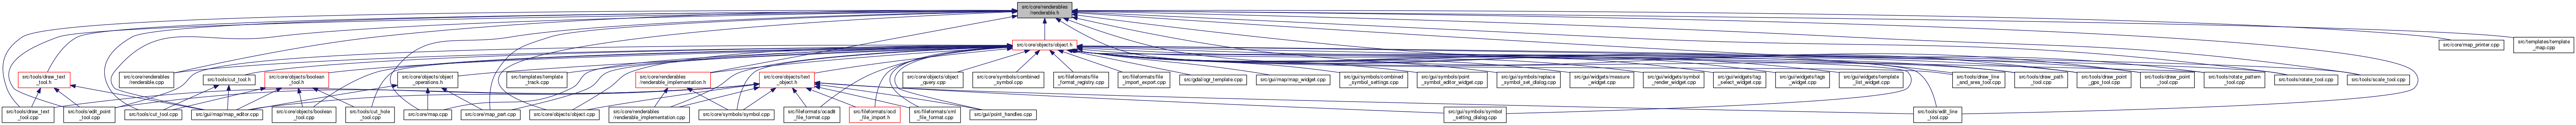 src/core/renderables
/renderable.h
src/core/map_printer.cpp
src/templates/template
_map.cpp
src/core/objects/object.h
src/tools/draw_text
_tool.h
src/core/renderables
/renderable.cpp
src/tools/cut_tool.h
src/core/objects/boolean
_tool.h
src/core/objects/object
_operations.h
src/templates/template
_track.cpp
src/core/renderables
/renderable_implementation.h
src/core/objects/text
_object.h
src/core/objects/object
_query.cpp
src/core/symbols/combined
_symbol.cpp
src/fileformats/file
_format_registry.cpp
src/fileformats/file
_import_export.cpp
src/gdal/ogr_template.cpp
src/gui/map/map_widget.cpp
src/gui/symbols/combined
_symbol_settings.cpp
src/gui/symbols/point
_symbol_editor_widget.cpp
src/gui/symbols/replace
_symbol_set_dialog.cpp
src/gui/widgets/measure
_widget.cpp
src/gui/widgets/symbol
_render_widget.cpp
src/gui/widgets/tag
_select_widget.cpp
src/gui/widgets/tags
_widget.cpp
src/gui/widgets/template
_list_widget.cpp
src/tools/draw_line
_and_area_tool.cpp
src/tools/draw_path
_tool.cpp
src/tools/draw_point
_gps_tool.cpp
src/tools/draw_point
_tool.cpp
src/tools/rotate_pattern
_tool.cpp
src/tools/rotate_tool.cpp
src/tools/scale_tool.cpp
src/tools/draw_text
_tool.cpp
src/tools/edit_point
_tool.cpp
src/tools/cut_tool.cpp
src/gui/map/map_editor.cpp
src/core/objects/boolean
_tool.cpp
src/tools/cut_hole
_tool.cpp
src/core/map.cpp
src/core/map_part.cpp
src/core/objects/object.cpp
src/core/renderables
/renderable_implementation.cpp
src/core/symbols/symbol.cpp
src/fileformats/ocad8
_file_format.cpp
src/fileformats/ocd
_file_import.h
src/fileformats/xml
_file_format.cpp
src/gui/point_handles.cpp
src/gui/symbols/symbol
_setting_dialog.cpp
src/tools/edit_line
_tool.cpp